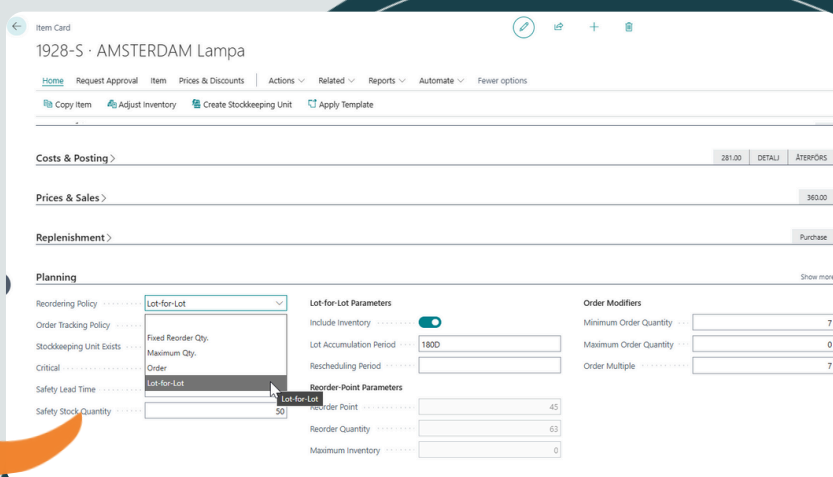 Item Card
1928-S · AMSTERDAM Lampa
Home Request Approval Item Prices & Discounts Actions Related Reports Automate Fewer options
Copy Item Adjust Inventory Create Stockkeeping Unit Apply Template
Costs & Posting 281.00 DETALJ ÅTERFÖRS
Prices & Sales 360.00
Replenishment Purchase
Planning Show more
Reordering Policy Lot-for-Lot Lot-for-Lot Parameters Order Modifiers
Order Tracking Policy Include Inventory Minimum Order Quantity 7
Fixed Reorder Qty.
Stockkeeping Unit Exists Lot Accumulation Period 180D Maximum Order Quantity 0
Maximum Qty.
Critical Order Rescheduling Period Order Multiple 7
Safety Lead Time Lot-for-Lot Reorder-Point Parameters
Lot-for-Lot
Safety Stock Quantity 50 Reorder Point 45
Reorder Quantity 63
Maximum Inventory 0